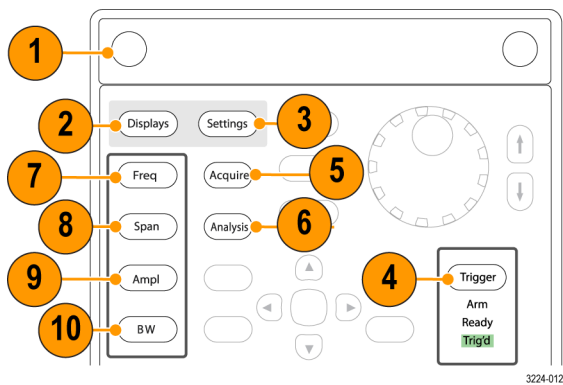 1
2
Displays
Settings
3
7
Freq
Acquire
5
8
Span
Analysis
6
9
Ampl
4
Trigger
Arm
Ready
Trig'd
10
BW
3224-012